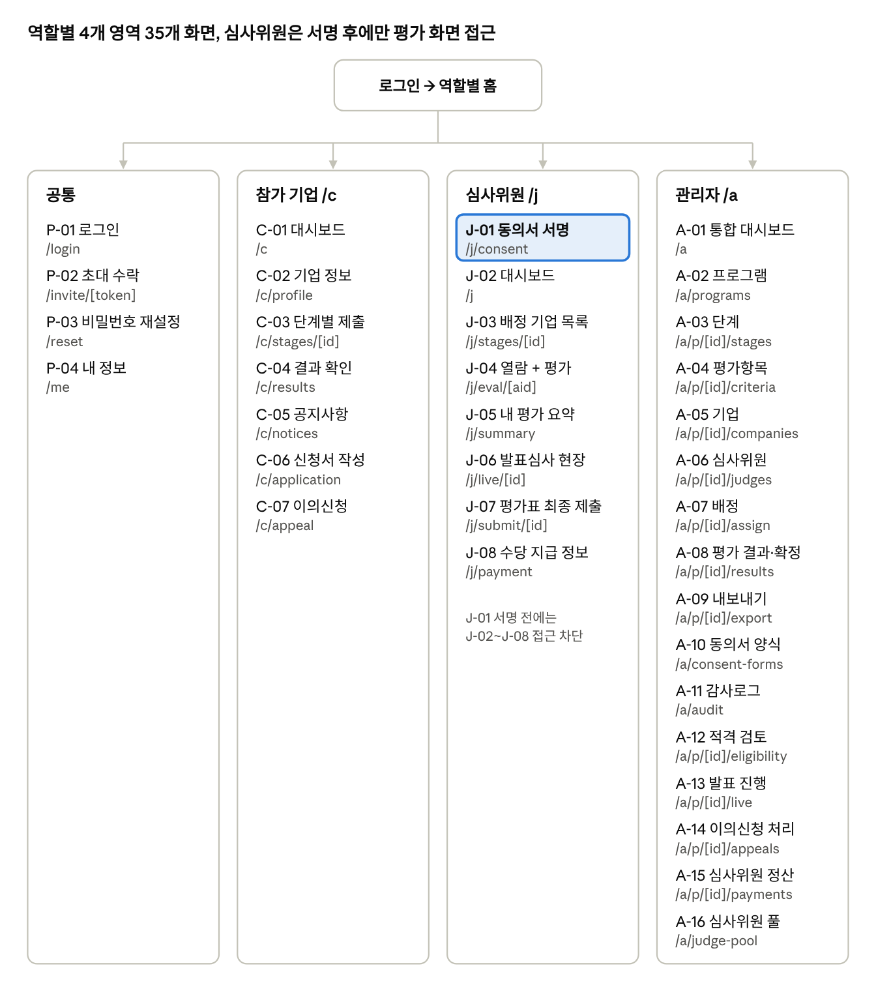 역할별 4개 영역 35개 화면, 심사위원은 서명 후에만 평가 화면 접근
로그인 → 역할별 홈
공통
P-01 로그인
/login
P-02 초대 수락
/invite/[token]
P-03 비밀번호 재설정
/reset
P-04 내 정보
/me
참가 기업 /c
C-01 대시보드
/c
C-02 기업 정보
/c/profile
C-03 단계별 제출
/c/stages/[id]
C-04 결과 확인
/c/results
C-05 공지사항
/c/notices
C-06 신청서 작성
/c/application
C-07 이의신청
/c/appeal
심사위원 /j
J-01 동의서 서명
/j/consent
J-02 대시보드
/j
J-03 배정 기업 목록
/j/stages/[id]
J-04 열람 + 평가
/j/eval/[aid]
J-05 내 평가 요약
/j/summary
J-06 발표심사 현장
/j/live/[id]
J-07 평가표 최종 제출
/j/submit/[id]
J-08 수당 지급 정보
/j/payment
J-01 서명 전에는
J-02~J-08 접근 차단
관리자 /a
A-01 통합 대시보드
/a
A-02 프로그램
/a/programs
A-03 단계
/a/p/[id]/stages
A-04 평가항목
/a/p/[id]/criteria
A-05 기업
/a/p/[id]/companies
A-06 심사위원
/a/p/[id]/judges
A-07 배정
/a/p/[id]/assign
A-08 평가 결과·확정
/a/p/[id]/results
A-09 내보내기
/a/p/[id]/export
A-10 동의서 양식
/a/consent-forms
A-11 감사로그
/a/audit
A-12 적격 검토
/a/p/[id]/eligibility
A-13 발표 진행
/a/p/[id]/live
A-14 이의신청 처리
/a/p/[id]/appeals
A-15 심사위원 정산
/a/p/[id]/payments
A-16 심사위원 풀
/a/judge-pool